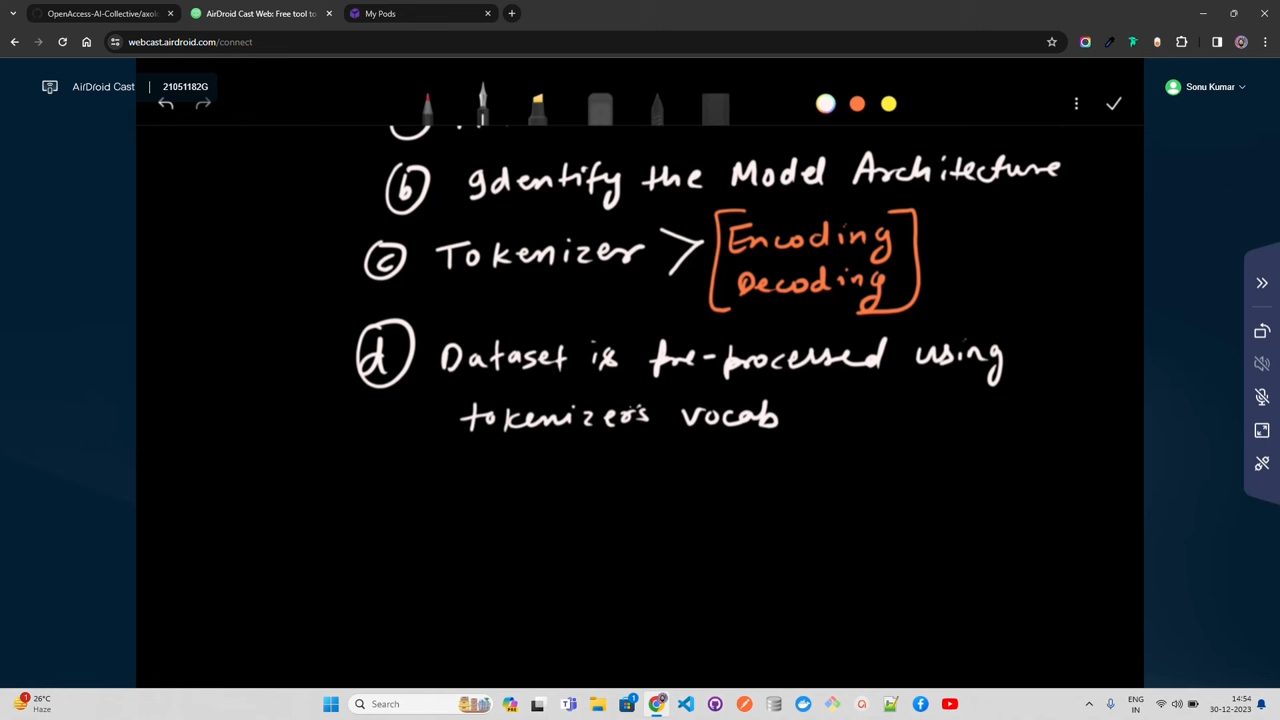 OpenAccess-AI-Collective/axol
AirDroid Cast Web: Free tool to
My Pods
webcast.airdroid.com/connect
AirDroid Cast
21051182G
Sonu Kumar
b Identify the Model Architecture
c Tokenizer > [Encoding
Decoding]
d Dataset is pre-processed using
tokenizer's vocab
1
26°C
Haze
Search
ENG
IN
14:54
30-12-2023